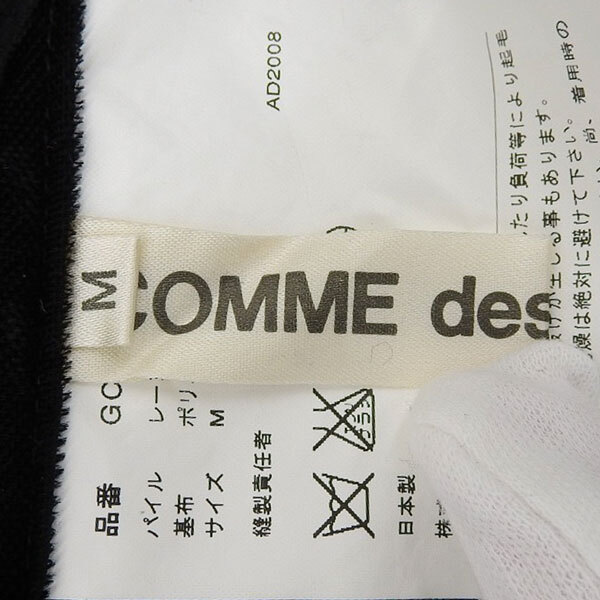 M
COMME des
AD2008
品番 GC
パイル レー
基布 ポリ
サイズ M
縫製責任者
日本製
株
たり負荷等により起毛
生じる事もあります。
燥は絶対に避けて下さい。
尚、着用時の